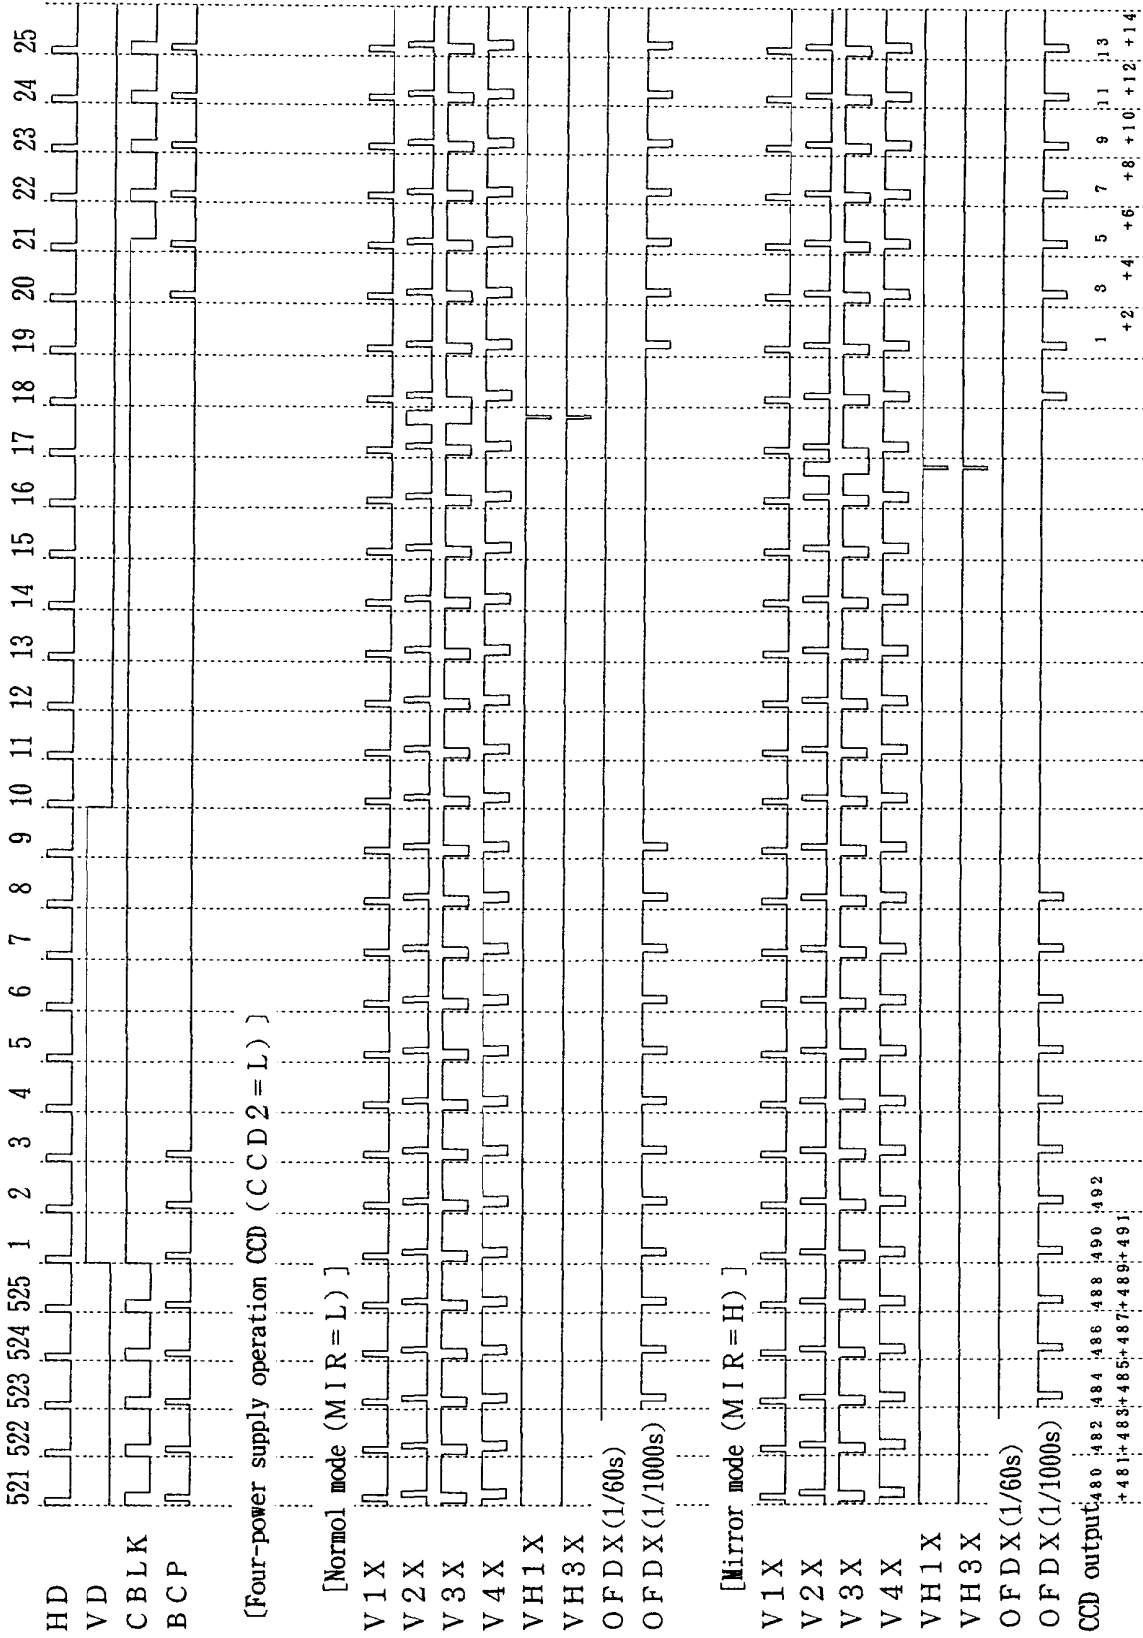 521 522 523 524 525 1 2 3 4 5 6 7 8 9 10 11 12 13 14 15 16 17 18 19 20 21 22 23 24 25
HD
VD
CBLK
BCP
[Four-power supply operation CCD (CCD2=L)]
[Normol mode (MIR=L)]
V1X
V2X
V3X
V4X
VH1X
VH3X
OFDX(1/60s)
OFDX(1/1000s)
[Mirror mode (MIR=H)]
V1X
V2X
V3X
V4X
VH1X
VH3X
OFDX(1/60s)
OFDX(1/1000s)
CCD output 480 482 484 486 488 490 492 1 3 5 7 9 11 13
+481+483+485+487+489+491 +2 +4 +6 +8 +10 +12 +14